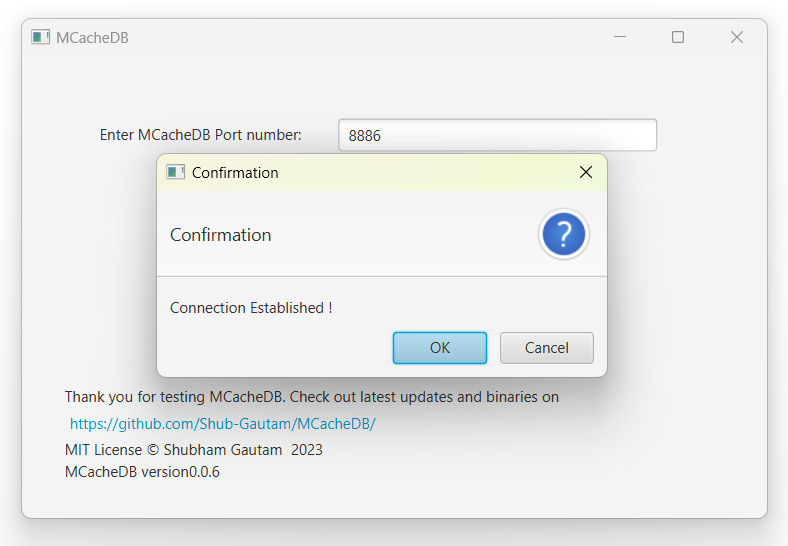 MCacheDB
Enter MCacheDB Port number: 8886
Confirmation
Confirmation
?
Connection Established !
OK Cancel
Thank you for testing MCacheDB. Check out latest updates and binaries on
https://github.com/Shub-Gautam/MCacheDB/
MIT License © Shubham Gautam  2023
MCacheDB version0.0.6